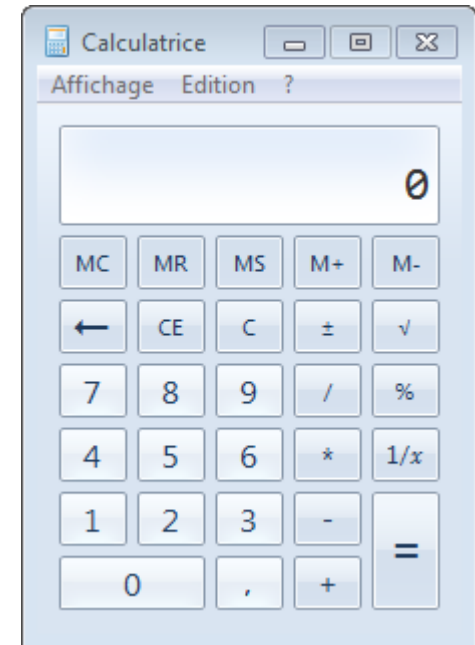 Calculatrice
Affichage Edition ?
0
MC MR MS M+ M-
← CE C ± √
7 8 9 / %
4 5 6 * 1/x
1 2 3 - =
0 , +